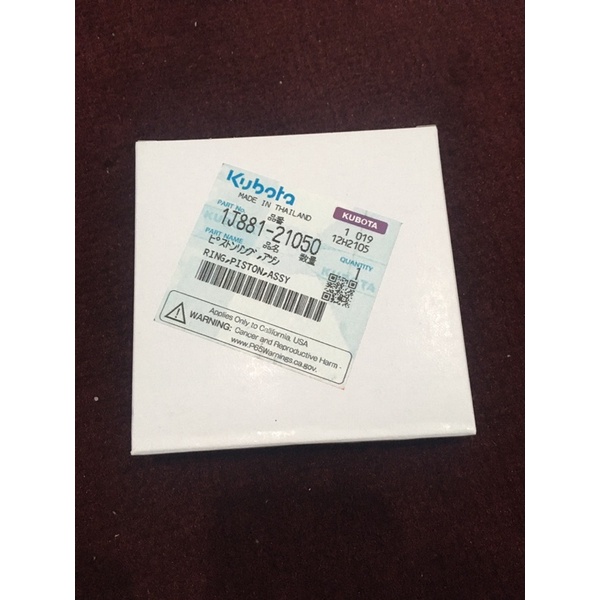 Kubota
MADE IN THAILAND
KUBOTA
PART No. 品番
1J881-21050
1 019
12H2105
PART NAME 品名
数量 QUANTITY
ピストンリング,アッシ
1
RING,PISTON,ASSY
Applies Only to California, USA
WARNING: Cancer and Reproductive Harm -
www.P65Warnings.ca.gov.